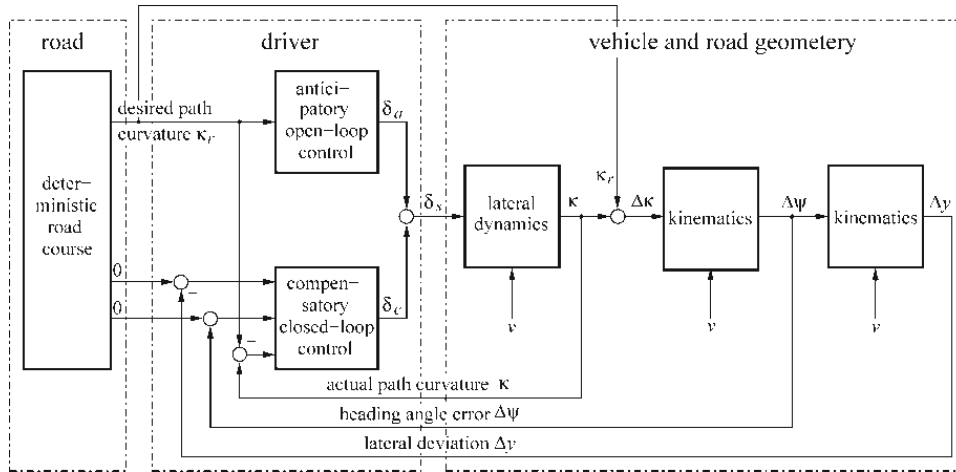 road
driver
vehicle and road geometery
desired path
curvature κr
antici-
patory
open-loop
control
δa
deter-
ministic
road
course
κr
δs
lateral
dynamics
κ
Δκ
kinematics
Δψ
kinematics
Δy
0
-
0
-
compen-
satory
closed-loop
control
δc
-
v
v
v
actual path curvature κ
heading angle error Δψ
lateral deviation Δy